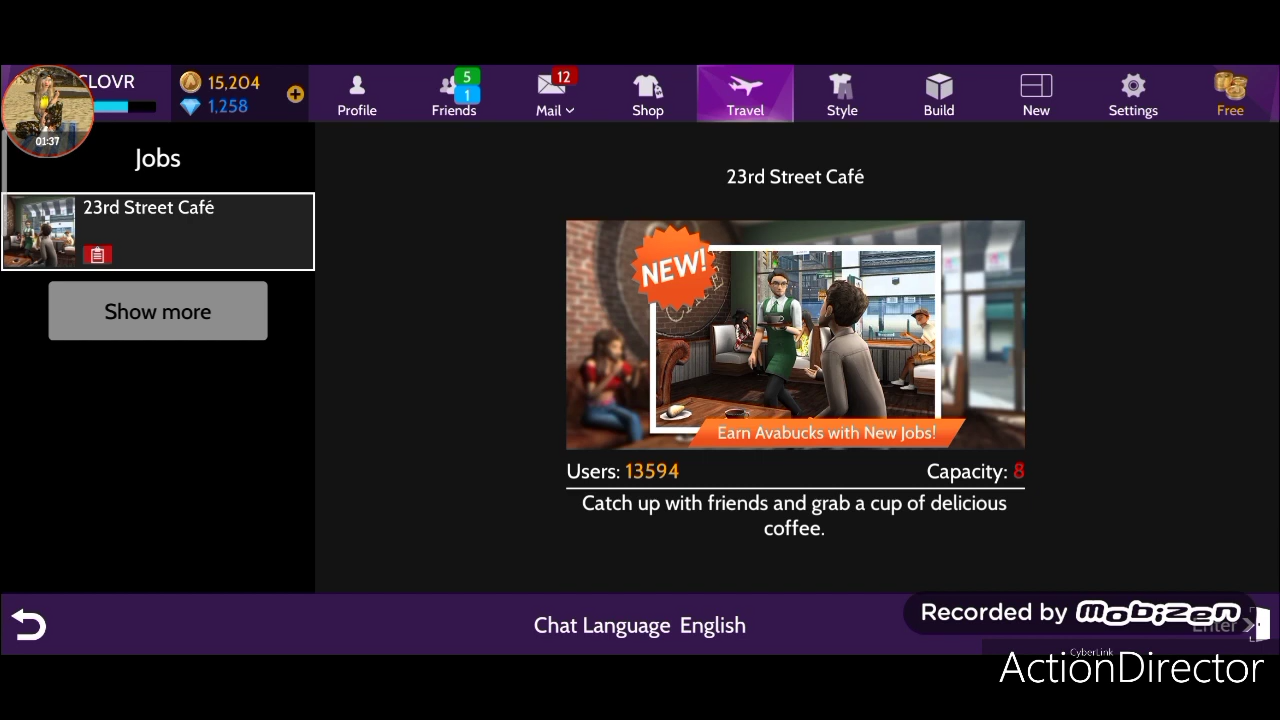 CLOVR
15,204
1,258
01:37
Profile
5
1
Friends
12
Mail
Shop
Travel
Style
Build
New
Settings
Free
Jobs
23rd Street Café
Show more
23rd Street Café
NEW!
Earn Avabucks with New Jobs!
Users: 13594
Capacity: 8
Catch up with friends and grab a cup of delicious
coffee.
Chat Language English
Enter
Recorded by MOBIZEN
CyberLink
ActionDirector